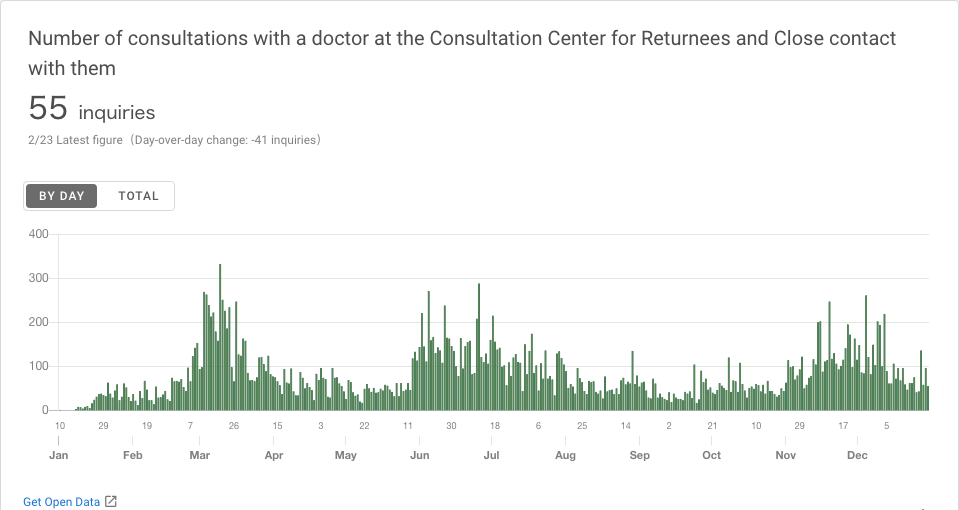 Number of consultations with a doctor at the Consultation Center for Returnees and Close contact
with them
55 inquiries
2/23 Latest figure（Day-over-day change: -41 inquiries）
BY DAY TOTAL
400
300
200
100
0
10 29 19 7 26 15 3 22 11 30 18 6 25 14 2 21 10 29 17 5
Jan Feb Mar Apr May Jun Jul Aug Sep Oct Nov Dec
Get Open Data